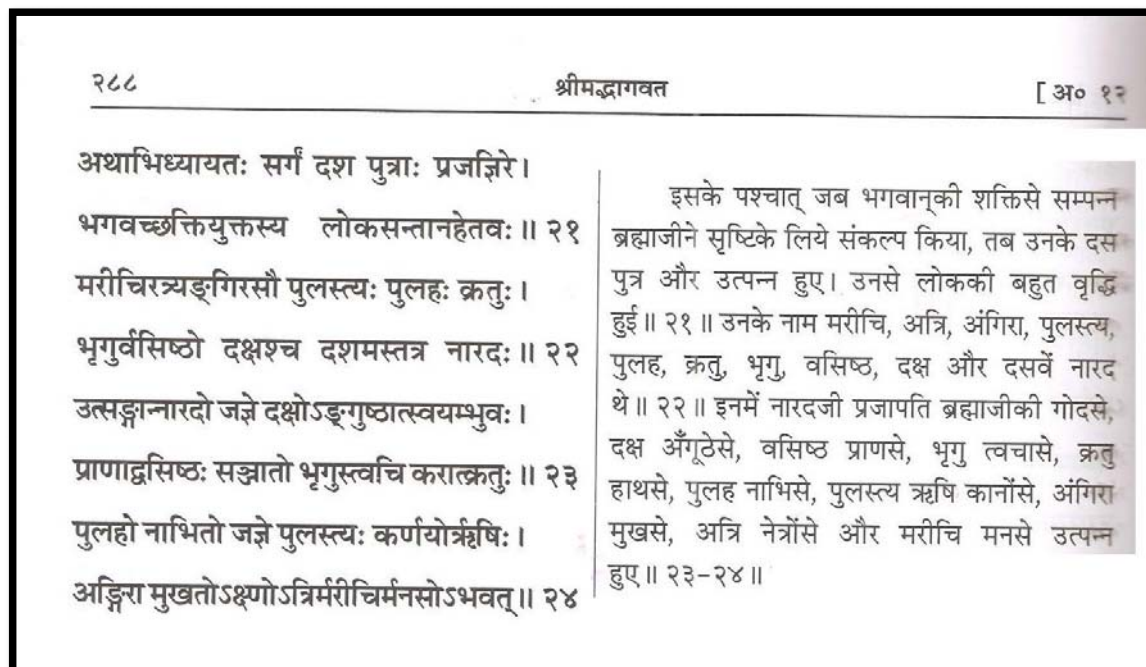 २८८ श्रीमद्भागवत [ अ० १२
अथाभिध्यायतः सर्गं दश पुत्राः प्रजज्ञिरे।
भगवच्छक्तियुक्तस्य लोकसन्तानहेतवः॥ २१
मरीचिरत्र्यङ्गिरसौ पुलस्त्यः पुलहः क्रतुः।
भृगुर्वसिष्ठो दक्षश्च दशमस्तत्र नारदः॥ २२
उत्सङ्गान्नारदो जज्ञे दक्षोऽङ्गुष्ठात्स्वयम्भुवः।
प्राणाद्वसिष्ठः सञ्जातो भृगुस्त्वचि करात्क्रतुः॥ २३
पुलहो नाभितो जज्ञे पुलस्त्यः कर्णयोर्ऋषिः।
अङ्गिरा मुखतोऽक्ष्णोऽत्रिर्मरीचिर्मनसोऽभवत्॥ २४
इसके पश्चात् जब भगवान्‌की शक्तिसे सम्पन्न
ब्रह्माजीने सृष्टिके लिये संकल्प किया, तब उनके दस
पुत्र और उत्पन्न हुए। उनसे लोककी बहुत वृद्धि
हुई॥ २१॥ उनके नाम मरीचि, अत्रि, अंगिरा, पुलस्त्य,
पुलह, क्रतु, भृगु, वसिष्ठ, दक्ष और दसवें नारद
थे॥ २२॥ इनमें नारदजी प्रजापति ब्रह्माजीकी गोदसे,
दक्ष अँगूठेसे, वसिष्ठ प्राणसे, भृगु त्वचासे, क्रतु
हाथसे, पुलह नाभिसे, पुलस्त्य ऋषि कानोंसे, अंगिरा
मुखसे, अत्रि नेत्रोंसे और मरीचि मनसे उत्पन्न
हुए॥ २३-२४॥